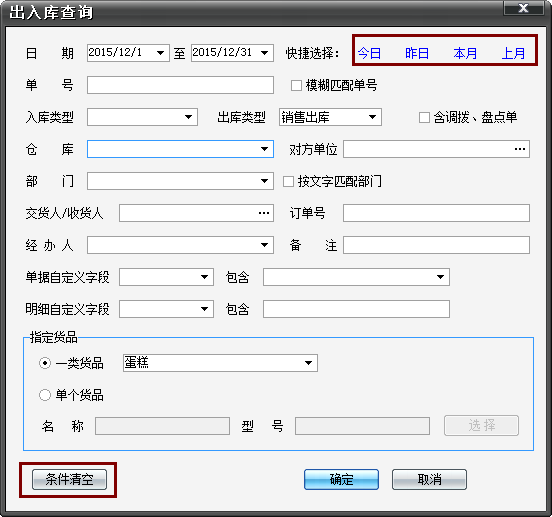 出入库查询
日 期 2015/12/1 至 2015/12/31 快捷选择： 今日 昨日 本月 上月
单 号 模糊匹配单号
入库类型 出库类型 销售出库 含调拨、盘点单
仓 库 对方单位 ...
部 门 按文字匹配部门
交货人/收货人 ... 订单号
经 办 人 备 注
单据自定义字段 包含
明细自定义字段 包含
指定货品
一类货品 蛋糕
单个货品
名 称 型 号 选 择
条件清空 确定 取消